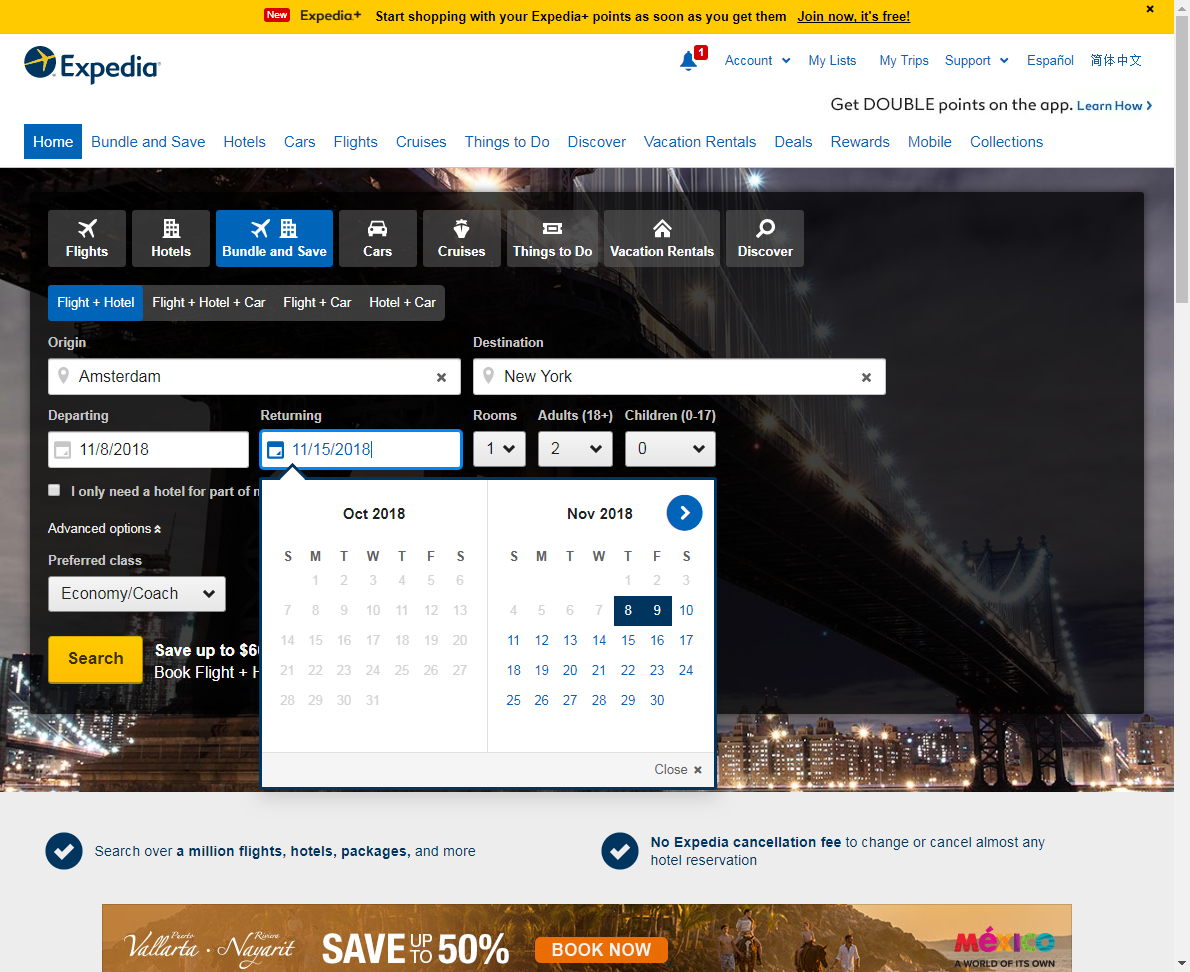 New Expedia+ Start shopping with your Expedia+ points as soon as you get them Join now, it's free!
Expedia
1 Account My Lists My Trips Support Español 简体中文
Get DOUBLE points on the app. Learn How
Home Bundle and Save Hotels Cars Flights Cruises Things to Do Discover Vacation Rentals Deals Rewards Mobile Collections
Flights Hotels Bundle and Save Cars Cruises Things to Do Vacation Rentals Discover
Flight + Hotel Flight + Hotel + Car Flight + Car Hotel + Car
Origin Destination
Amsterdam New York
Departing Returning Rooms Adults (18+) Children (0-17)
11/8/2018 11/15/2018 1 2 0
I only need a hotel for part of
Advanced options
Preferred class
Economy/Coach
Search
Save up to $6
Book Flight + H
Oct 2018
S M T W T F S
1 2 3 4 5 6
7 8 9 10 11 12 13
14 15 16 17 18 19 20
21 22 23 24 25 26 27
28 29 30 31
Nov 2018
S M T W T F S
1 2 3
4 5 6 7 8 9 10
11 12 13 14 15 16 17
18 19 20 21 22 23 24
25 26 27 28 29 30
Close
Search over a million flights, hotels, packages, and more
No Expedia cancellation fee to change or cancel almost any
hotel reservation
Puerto Vallarta · Riviera Nayarit
SAVE UP TO 50%
BOOK NOW
México
A WORLD OF ITS OWN